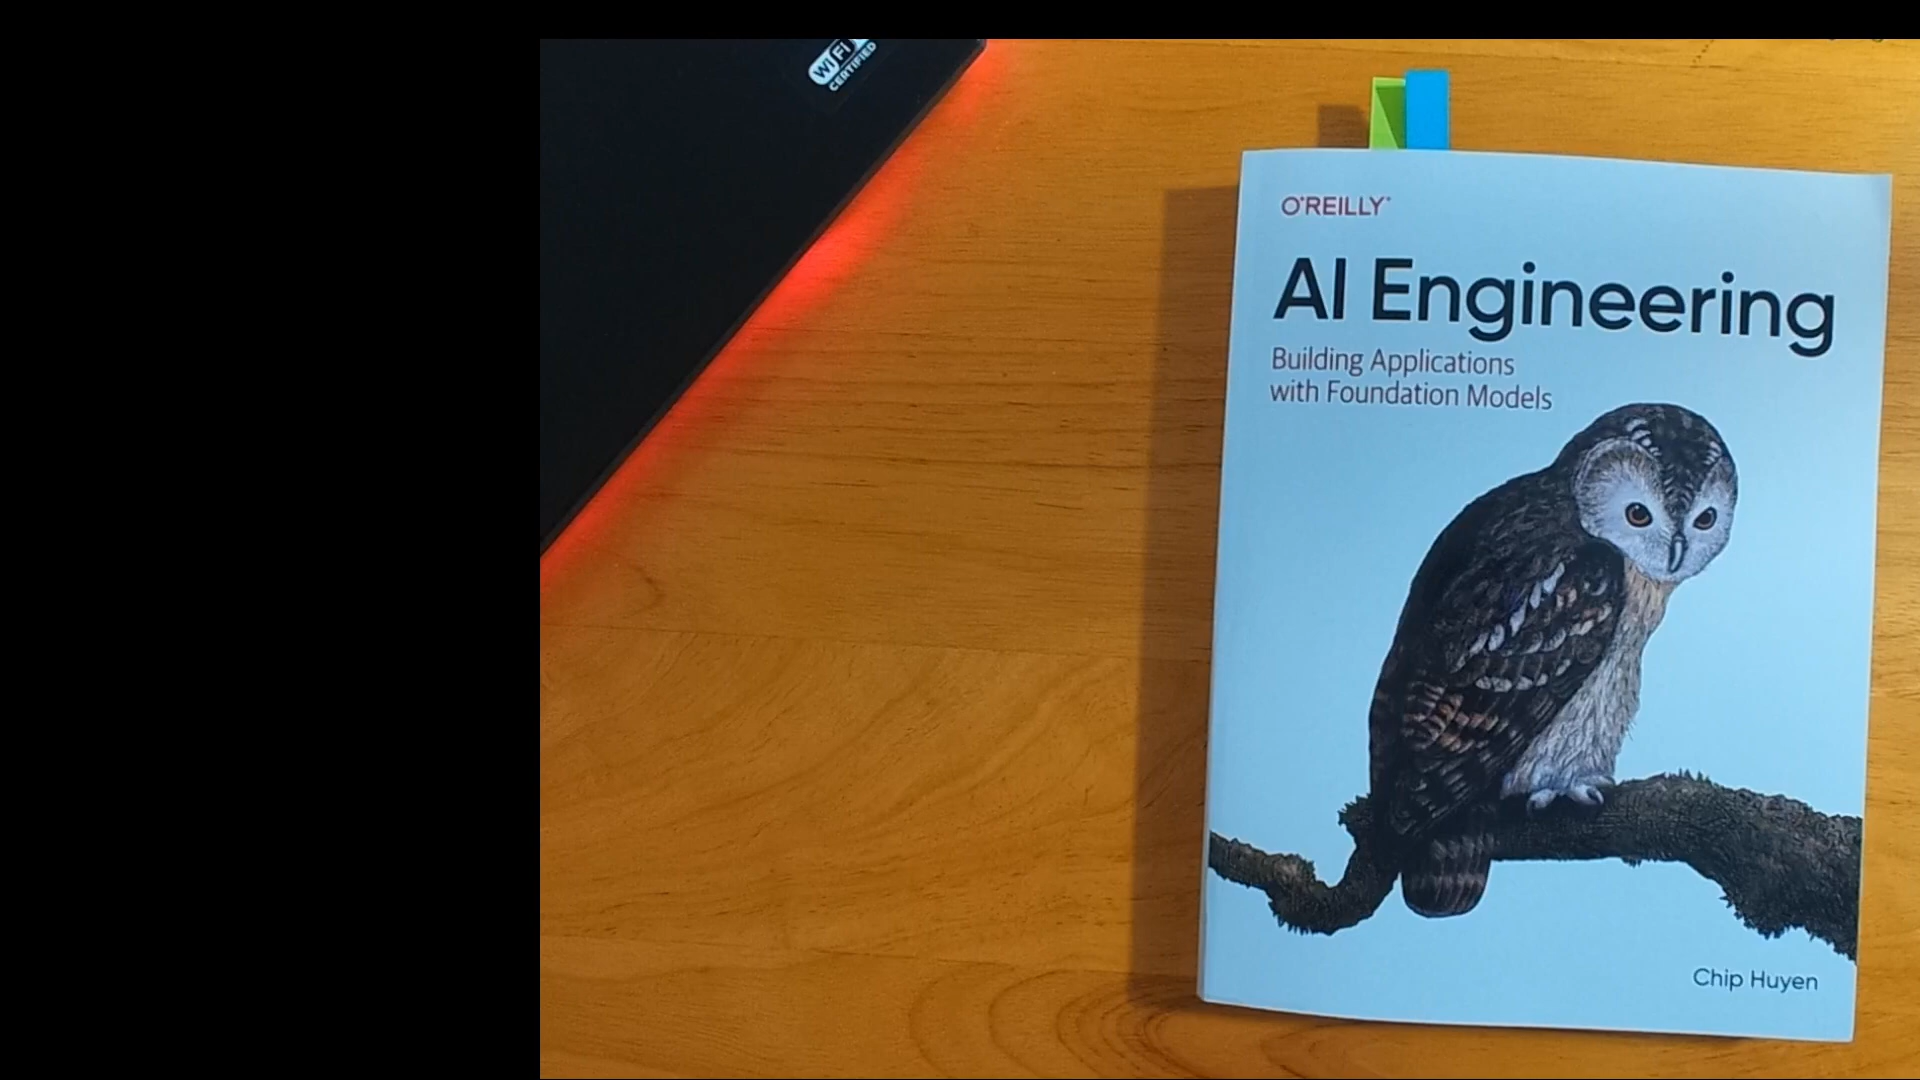 WiFi
CERTIFIED
O'REILLY®
AI Engineering
Building Applications
with Foundation Models
Chip Huyen